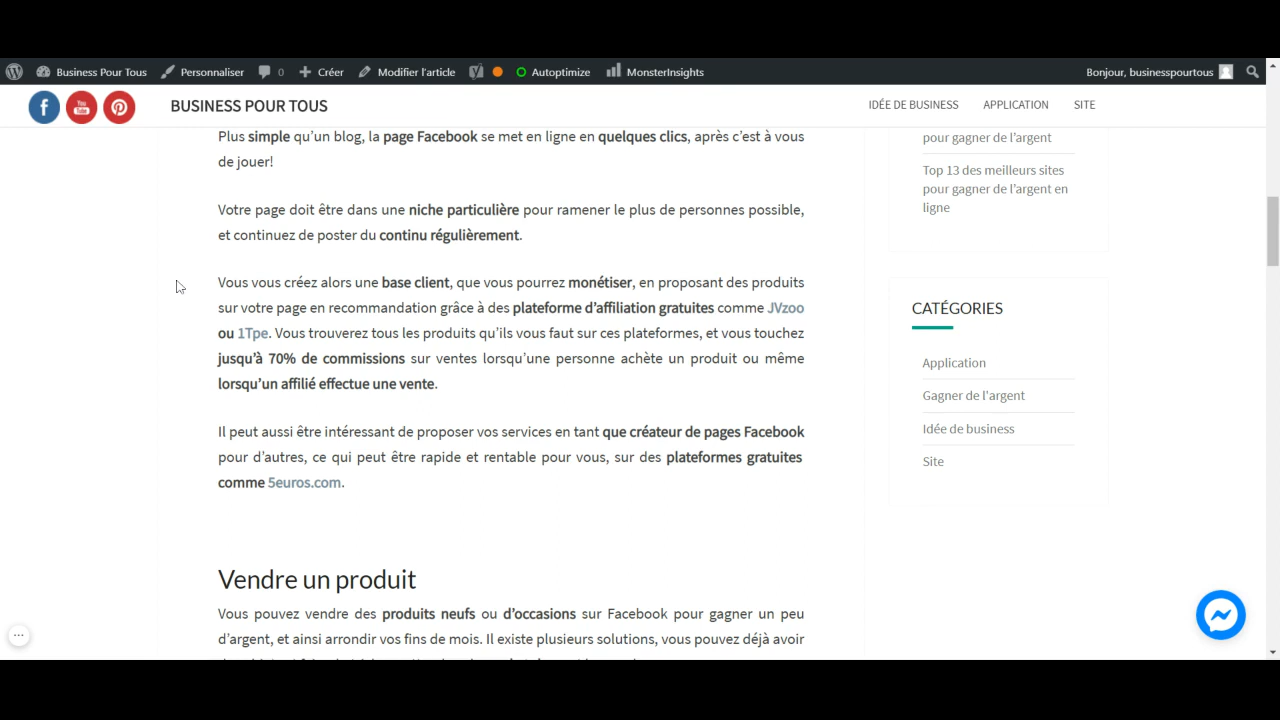 Business Pour Tous
Personnaliser
0
Créer
Modifier l'article
Autoptimize
MonsterInsights
Bonjour, businesspourtous
f
You
Tube
BUSINESS POUR TOUS
IDÉE DE BUSINESS
APPLICATION
SITE
Plus simple qu'un blog, la page Facebook se met en ligne en quelques clics, après c'est à vous
de jouer!
Votre page doit être dans une niche particulière pour ramener le plus de personnes possible,
et continuez de poster du continu régulièrement.
Vous vous créez alors une base client, que vous pourrez monétiser, en proposant des produits
sur votre page en recommandation grâce à des plateforme d'affiliation gratuites comme JVzoo
ou 1Tpe. Vous trouverez tous les produits qu'ils vous faut sur ces plateformes, et vous touchez
jusqu'à 70% de commissions sur ventes lorsqu'une personne achète un produit ou même
lorsqu'un affilié effectue une vente.
Il peut aussi être intéressant de proposer vos services en tant que créateur de pages Facebook
pour d'autres, ce qui peut être rapide et rentable pour vous, sur des plateformes gratuites
comme 5euros.com.
Vendre un produit
Vous pouvez vendre des produits neufs ou d'occasions sur Facebook pour gagner un peu
d'argent, et ainsi arrondir vos fins de mois. Il existe plusieurs solutions, vous pouvez déjà avoir
pour gagner de l'argent
Top 13 des meilleurs sites
pour gagner de l'argent en
ligne
CATÉGORIES
Application
Gagner de l'argent
Idée de business
Site